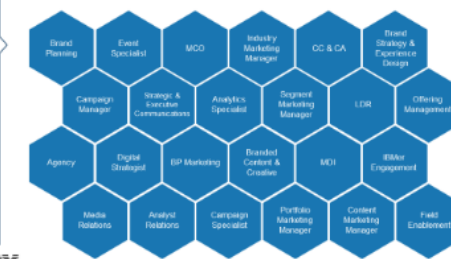 Brand
Planning
Event
Specialist
MCO
Industry
Marketing
Manager
CC & CA
Brand
Strategy &
Experience
Design
Campaign
Manager
Strategic &
Executive
Communications
Analytics
Specialist
Segment
Marketing
Manager
LDR
Offering
Management
Agency
Digital
Strategist
BP Marketing
Branded
Content &
Creative
MDI
IBMer
Engagement
Media
Relations
Analyst
Relations
Campaign
Specialist
Portfolio
Marketing
Manager
Content
Marketing
Manager
Field
Enablement